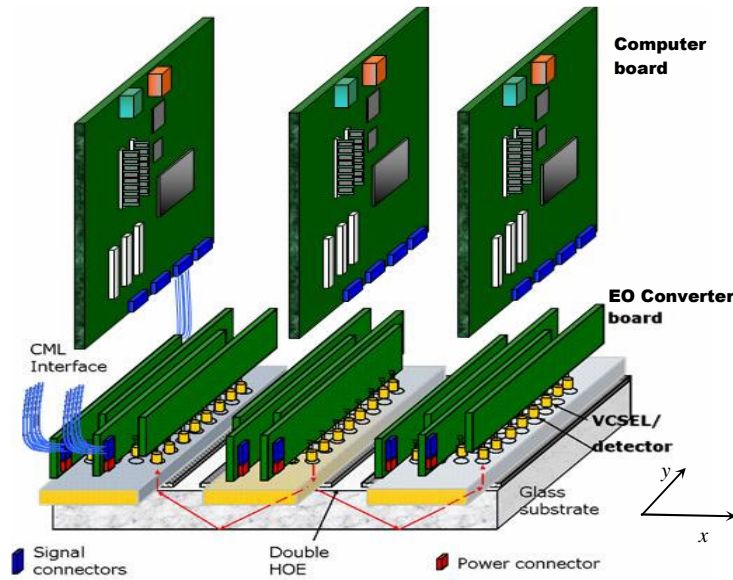 Computer
board
EO Converter
board
CML
Interface
VCSEL/
detector
y
Glass
substrate
x
Signal
connectors
Double
HOE
Power connector